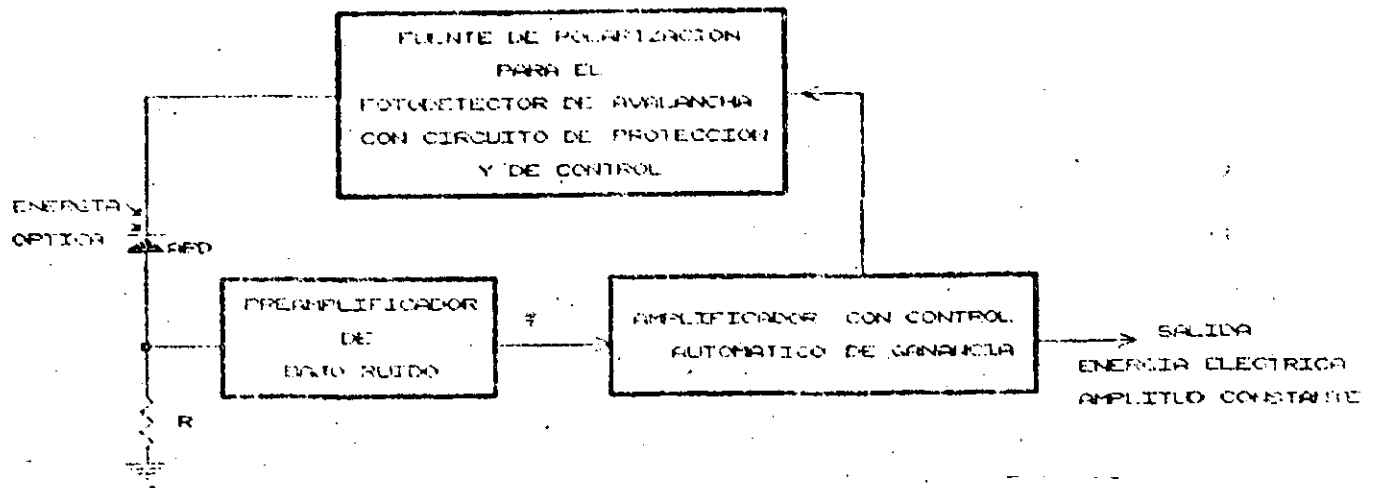 FUENTE DE POLARIZACION
PARA EL
FOTODETECTOR DE AVALANCHA
CON CIRCUITO DE PROTECCION
Y DE CONTROL
ENERGIA
OPTICA
APD
PREAMPLIFICADOR
DE
BAJO RUIDO
AMPLIFICADOR CON CONTROL
AUTOMATICO DE GANANCIA
SALIDA
ENERGIA ELECTRICA
AMPLITUD CONSTANTE
R